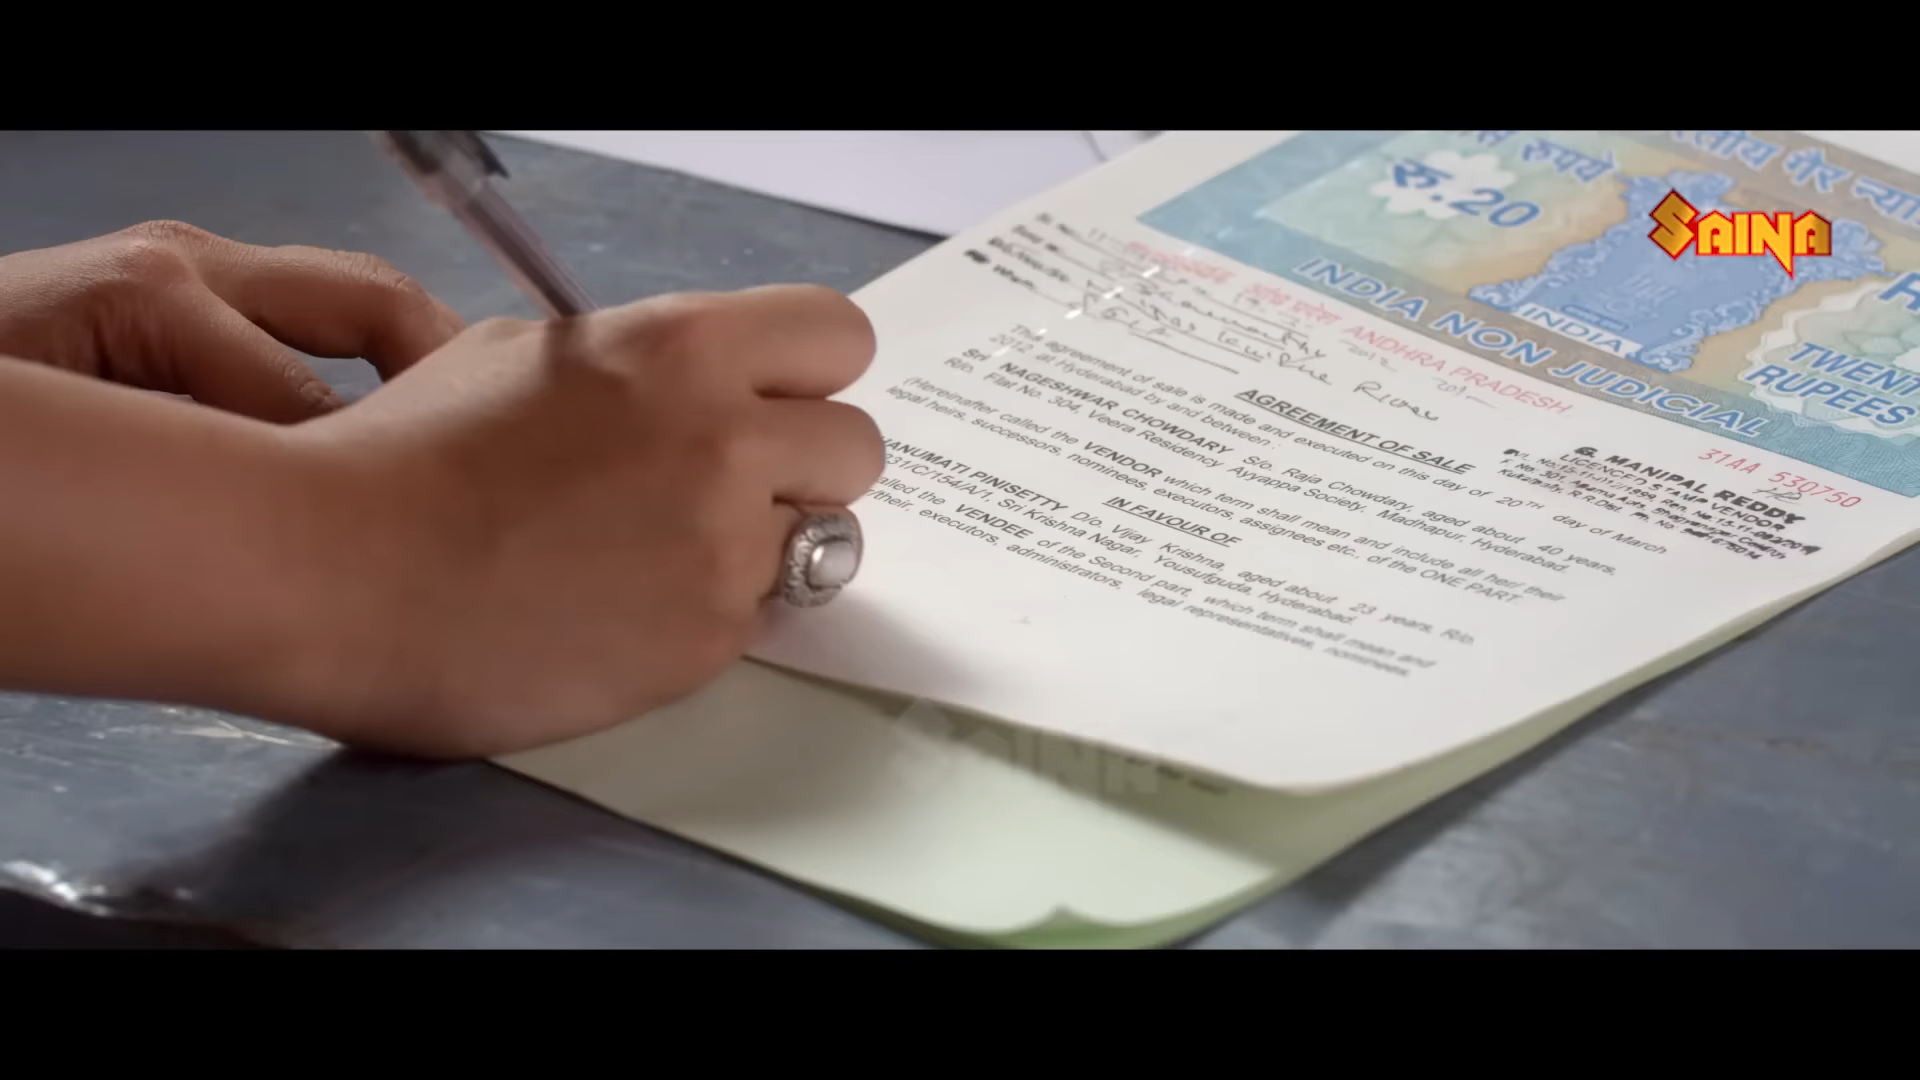 रुपये
रु.20
INDIA NON JUDICIAL
INDIA
TWENT
RUPEES
SAINA
ANDHRA PRADESH
31AA 530750
G. MANIPAL REDDY
LICENCED STAMP VENDOR
AGREEMENT OF SALE
This agreement of sale is made and executed on this day of 20TH day of March
2012 at Hyderabad by and between :
Sri NAGESHWAR CHOWDARY S/o. Raja Chowdary, aged about 40 years,
R/o. Flat No. 304, Veera Residency Ayyappa Society, Madhapur, Hyderabad.
(Hereinafter called the VENDOR which term shall mean and include all her/ their
legal heirs, successors, nominees, executors, assignees etc., of the ONE PART.
IN FAVOUR OF
HANUMATI PINISETTY D/o. Vijay Krishna, aged about 23 years, R/o.
331/C/154/A/1, Sri Krishna Nagar, Yousufguda, Hyderabad.
called the VENDEE of the Second part, which term shall mean and
their, executors, administrators, legal representatives, nominees,